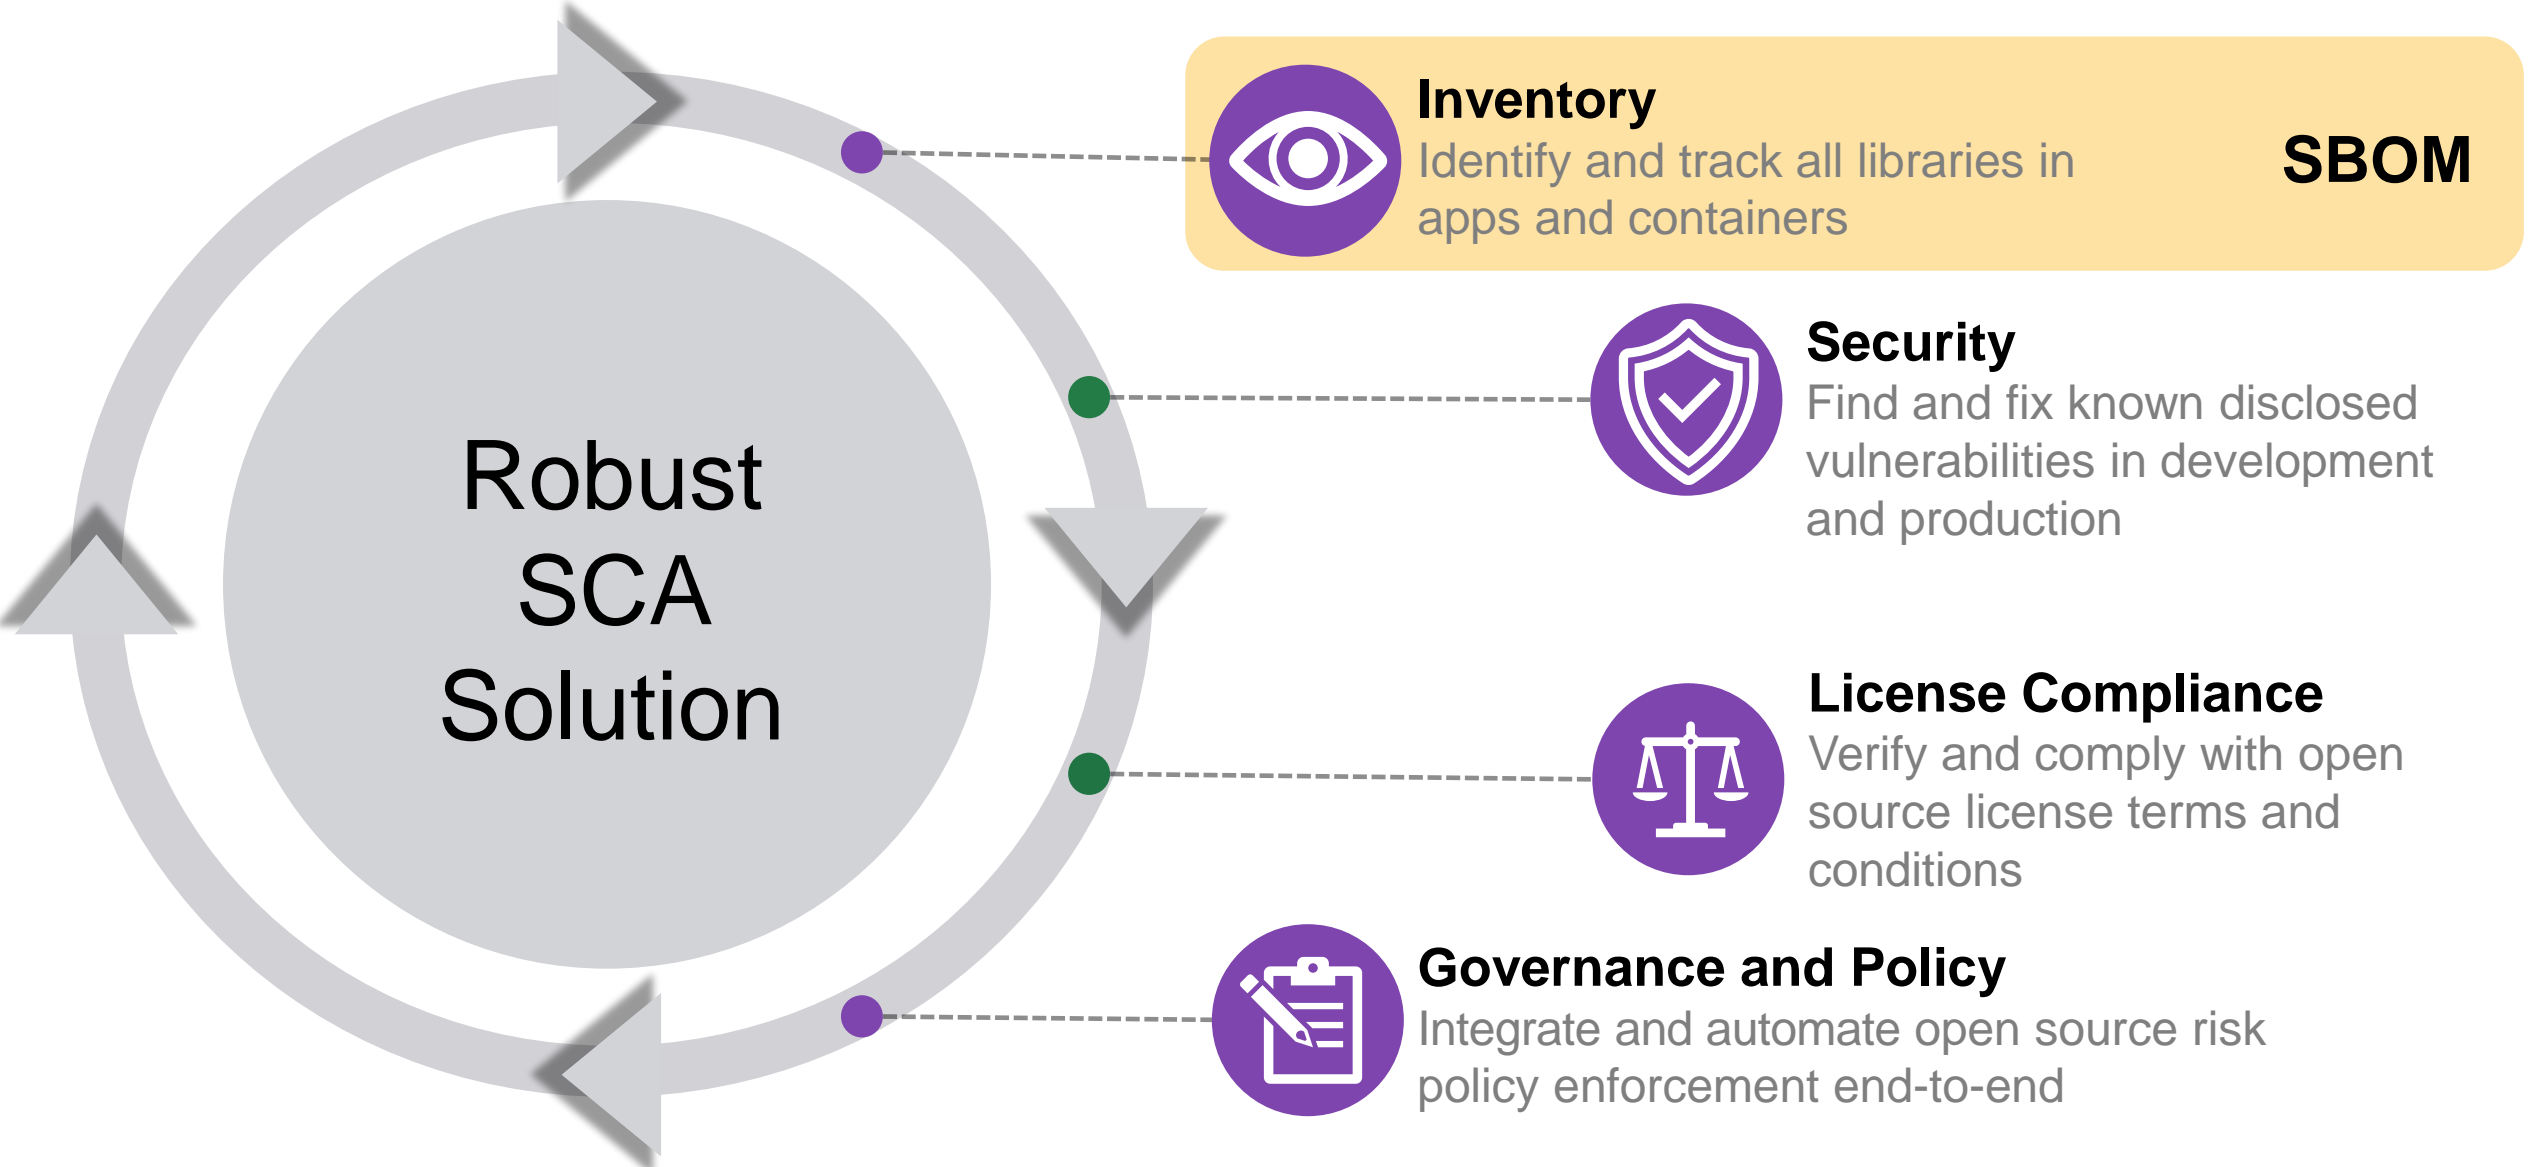 Robust
SCA
Solution
Inventory
Identify and track all libraries in
apps and containers
SBOM
Security
Find and fix known disclosed
vulnerabilities in development
and production
License Compliance
Verify and comply with open
source license terms and
conditions
Governance and Policy
Integrate and automate open source risk
policy enforcement end-to-end